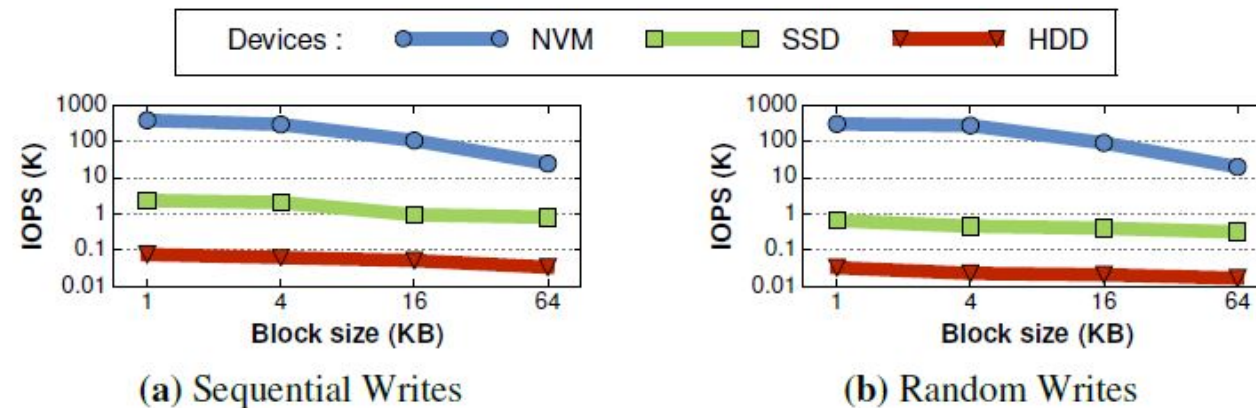 Devices : NVM SSD HDD
IOPS (K)
1000
100
10
1
0.1
0.01
1 4 16 64
Block size (KB)
(a) Sequential Writes
IOPS (K)
1000
100
10
1
0.1
0.01
1 4 16 64
Block size (KB)
(b) Random Writes